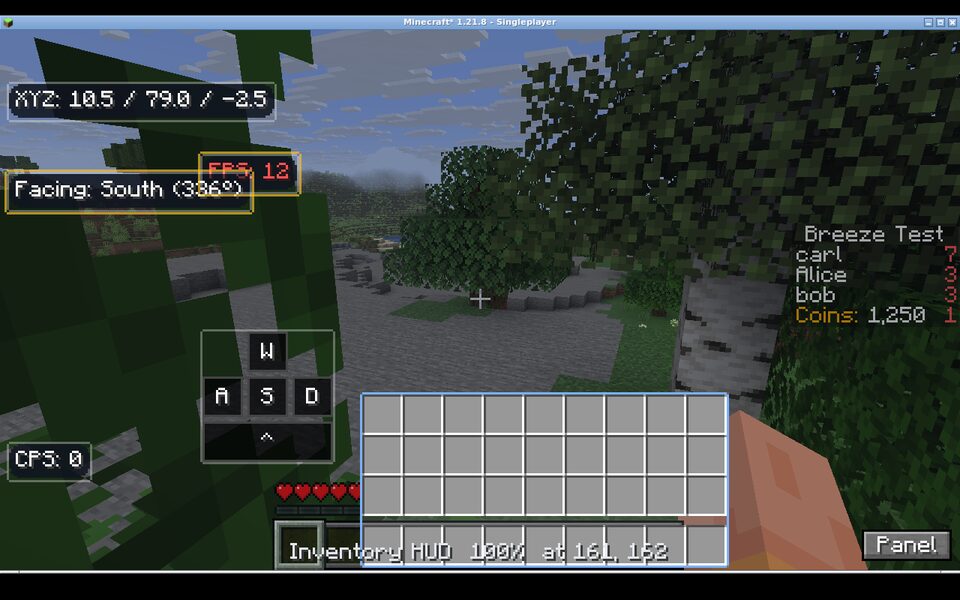 Minecraft* 1.21.8 - Singleplayer
XYZ: 10.5 / 79.0 / -2.5
FPS: 12
Facing: South (336°)
Breeze Test
carl 7
Alice 3
bob 3
Coins: 1,250 1
W
A S D
^
CPS: 0
Inventory HUD 100% at 161, 162
Panel